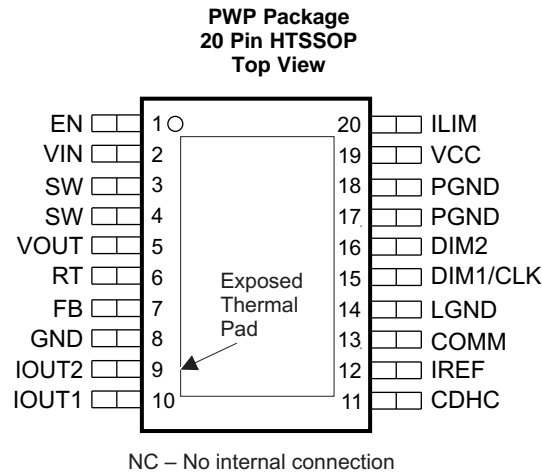 PWP Package
20 Pin HTSSOP
Top View
EN 1 20 ILIM
VIN 2 19 VCC
SW 3 18 PGND
SW 4 17 PGND
VOUT 5 16 DIM2
RT 6 15 DIM1/CLK
FB 7 14 LGND
GND 8 13 COMM
IOUT2 9 12 IREF
IOUT1 10 11 CDHC
Exposed
Thermal
Pad
NC – No internal connection